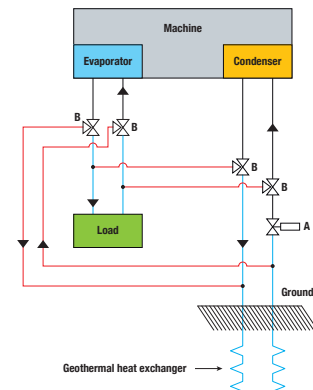 Machine
Evaporator
Condenser
B
B
B
B
A
Load
Ground
Geothermal heat exchanger